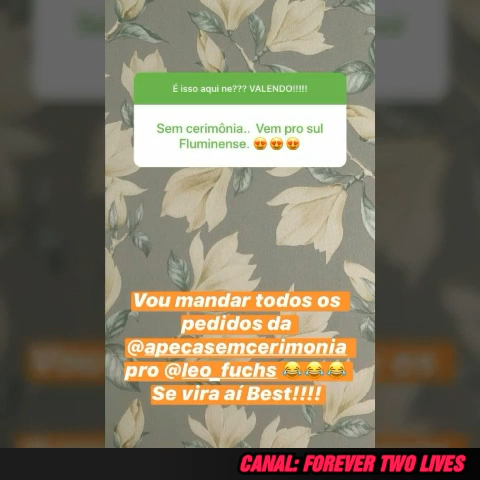 É isso aqui ne??? VALENDO!!!!!
Sem cerimônia.. Vem pro sul
Fluminense. 😍😍😍
Vou mandar todos os
pedidos da
@apecasemcerimonia
pro @leo_fuchs 😂😂😂
Se vira aí Best!!!!
CANAL: FOREVER TWO LIVES